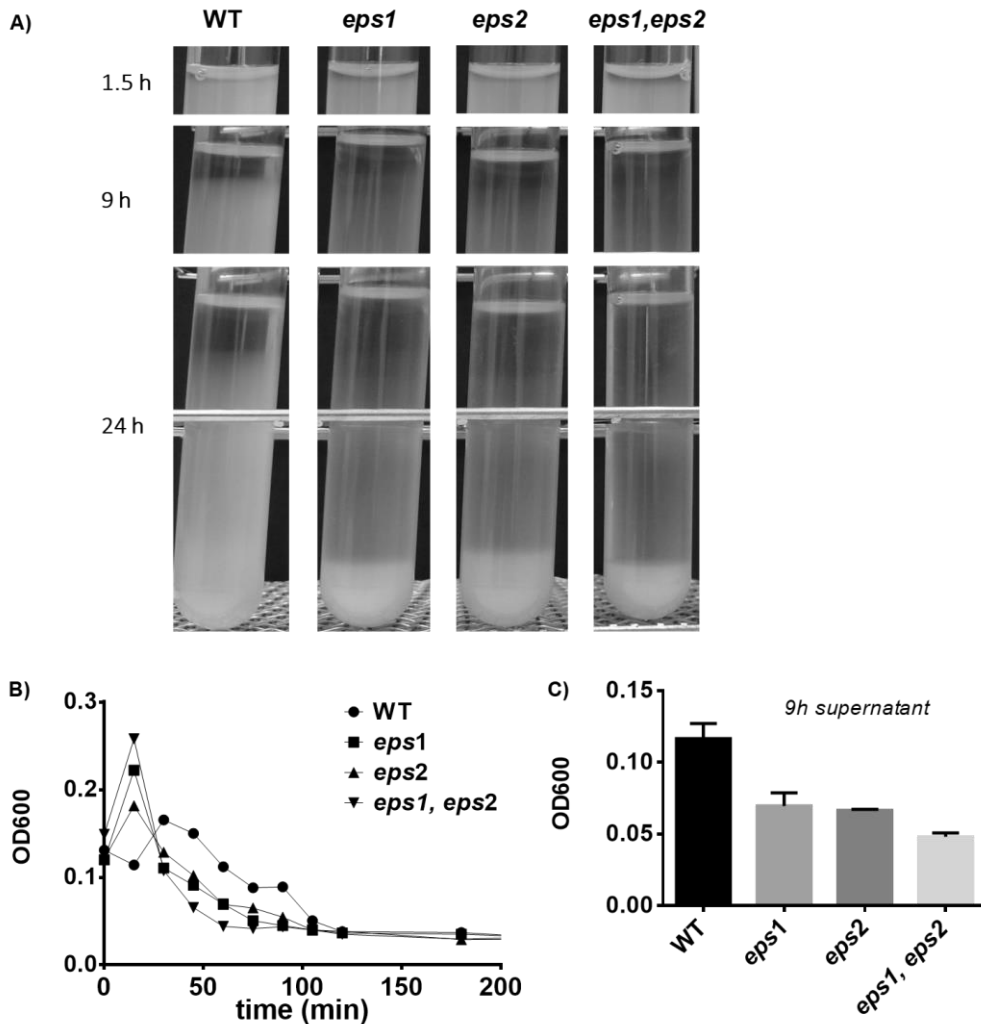 A) WT eps1 eps2 eps1,eps2
1.5 h
9 h
24 h
B)
0.3
0.2
0.1
0.0
OD600
0 50 100 150 200
time (min)
WT
eps1
eps2
eps1, eps2
C)
9h supernatant
0.15
0.10
0.05
0.00
OD600
WT
eps1
eps2
eps1, eps2